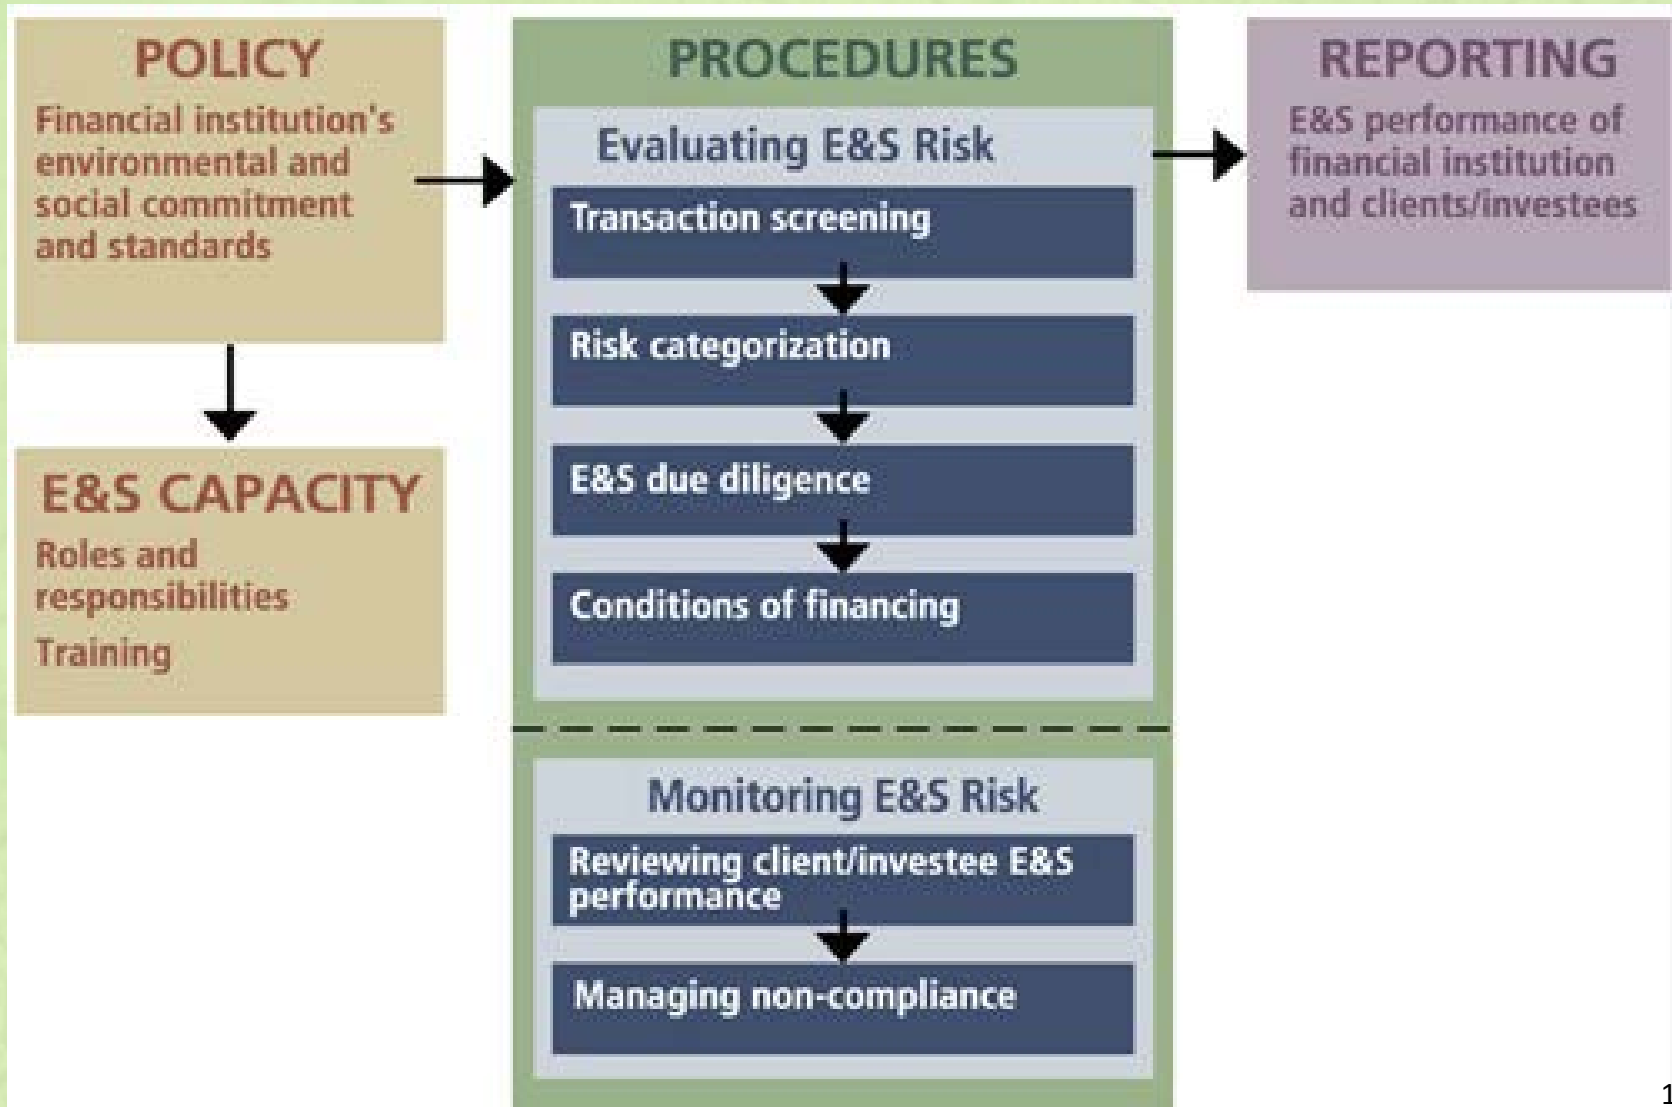 POLICY
Financial institution's
environmental and
social commitment
and standards
E&S CAPACITY
Roles and
responsibilities
Training
PROCEDURES
Evaluating E&S Risk
Transaction screening
Risk categorization
E&S due diligence
Conditions of financing
Monitoring E&S Risk
Reviewing client/investee E&S
performance
Managing non-compliance
REPORTING
E&S performance of
financial institution
and clients/investees
1